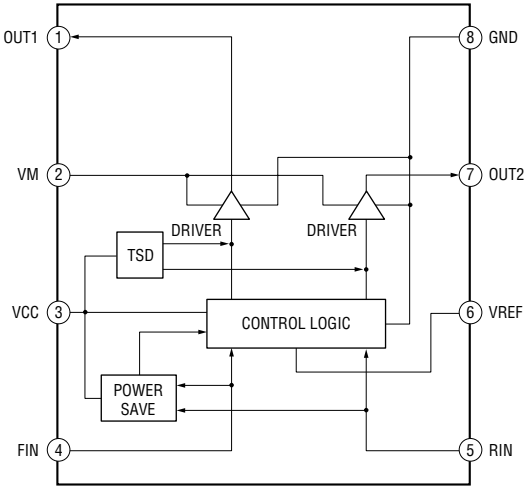 OUT1 1
8 GND
VM 2
7 OUT2
DRIVER
DRIVER
TSD
VCC 3
CONTROL LOGIC
6 VREF
POWER
SAVE
FIN 4
5 RIN